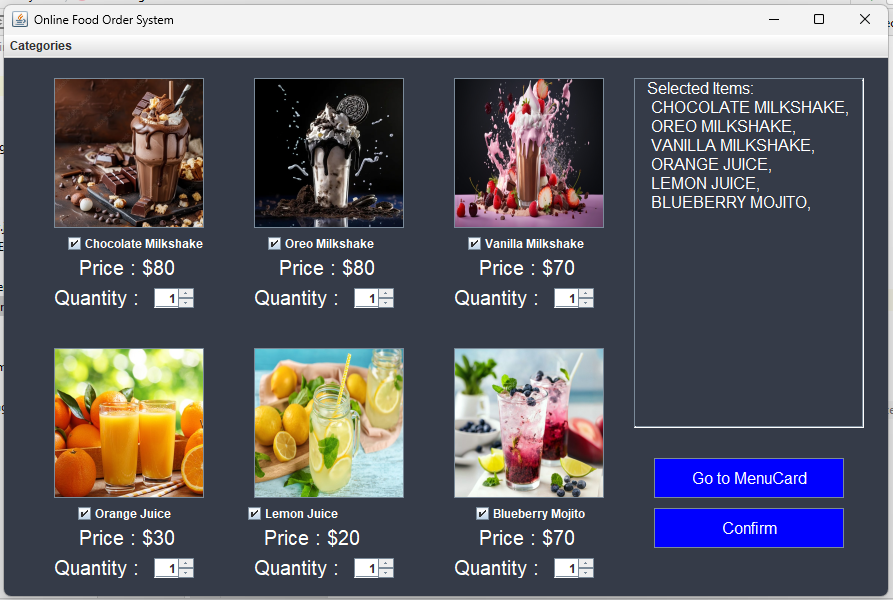 Online Food Order System
Categories
Chocolate Milkshake
Price : $80
Quantity : 1
Oreo Milkshake
Price : $80
Quantity : 1
Vanilla Milkshake
Price : $70
Quantity : 1
Orange Juice
Price : $30
Quantity : 1
Lemon Juice
Price : $20
Quantity : 1
Blueberry Mojito
Price : $70
Quantity : 1
Selected Items:
CHOCOLATE MILKSHAKE,
OREO MILKSHAKE,
VANILLA MILKSHAKE,
ORANGE JUICE,
LEMON JUICE,
BLUEBERRY MOJITO,
Go to MenuCard
Confirm